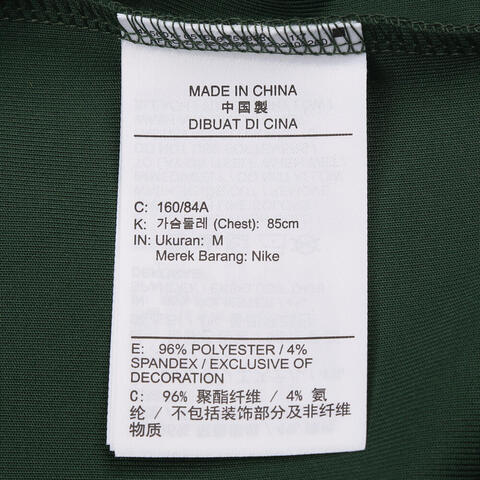 MADE IN CHINA
中国製
DIBUAT DI CINA
C: 160/84A
K: 가슴둘레 (Chest): 85cm
IN: Ukuran: M
Merek Barang: Nike
E: 96% POLYESTER / 4%
SPANDEX / EXCLUSIVE OF
DECORATION
C: 96% 聚酯纤维 / 4% 氨
纶 / 不包括装饰部分及非纤维
物质